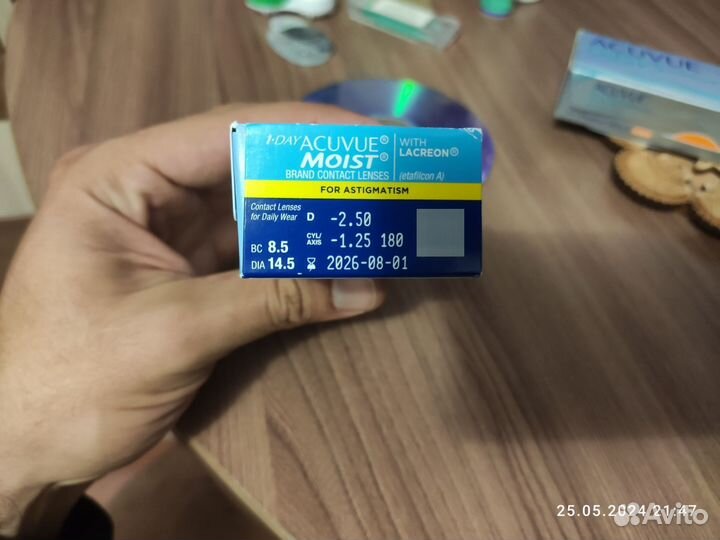 1-DAY ACUVUE®
MOIST®
BRAND CONTACT LENSES
WITH
LACREON®
(etafilcon A)
FOR ASTIGMATISM
Contact Lenses
for Daily Wear
D -2.50
CYL/
AXIS -1.25 180
BC 8.5
DIA 14.5
2026-08-01
ACUVUE
25.05.2024 21:47
Avito